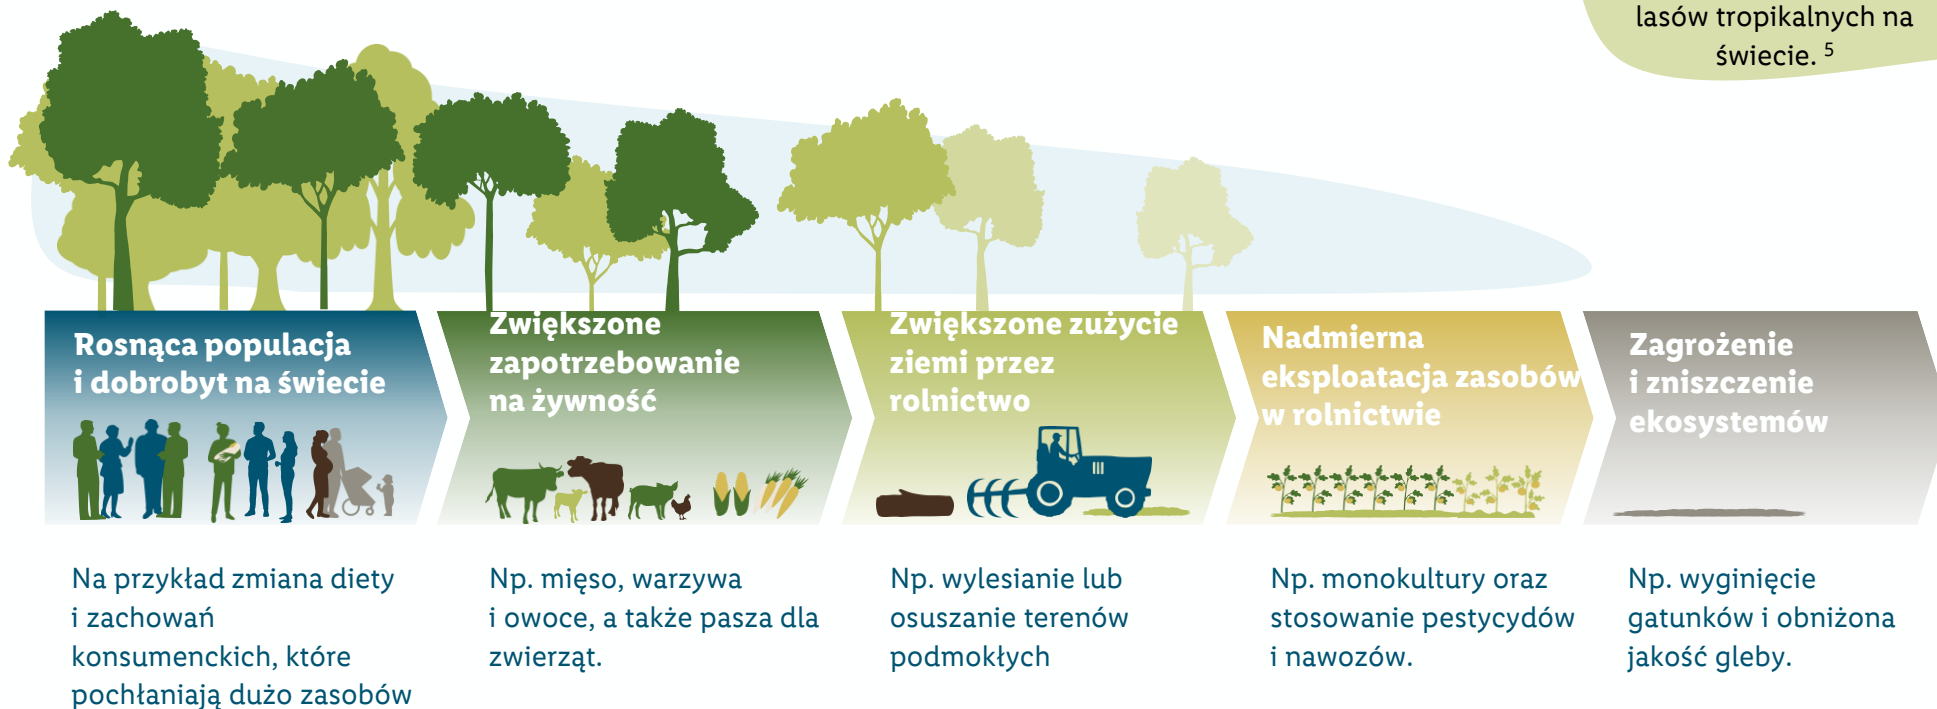 lasów tropikalnych na
świecie. 5
Rosnąca populacja
i dobrobyt na świecie
Zwiększone
zapotrzebowanie
na żywność
Zwiększone zużycie
ziemi przez
rolnictwo
Nadmierna
eksploatacja zasobów
w rolnictwie
Zagrożenie
i zniszczenie
ekosystemów
Na przykład zmiana diety
i zachowań
konsumenckich, które
pochłaniają dużo zasobów
Np. mięso, warzywa
i owoce, a także pasza dla
zwierząt.
Np. wylesianie lub
osuszanie terenów
podmokłych
Np. monokultury oraz
stosowanie pestycydów
i nawozów.
Np. wyginięcie
gatunków i obniżona
jakość gleby.